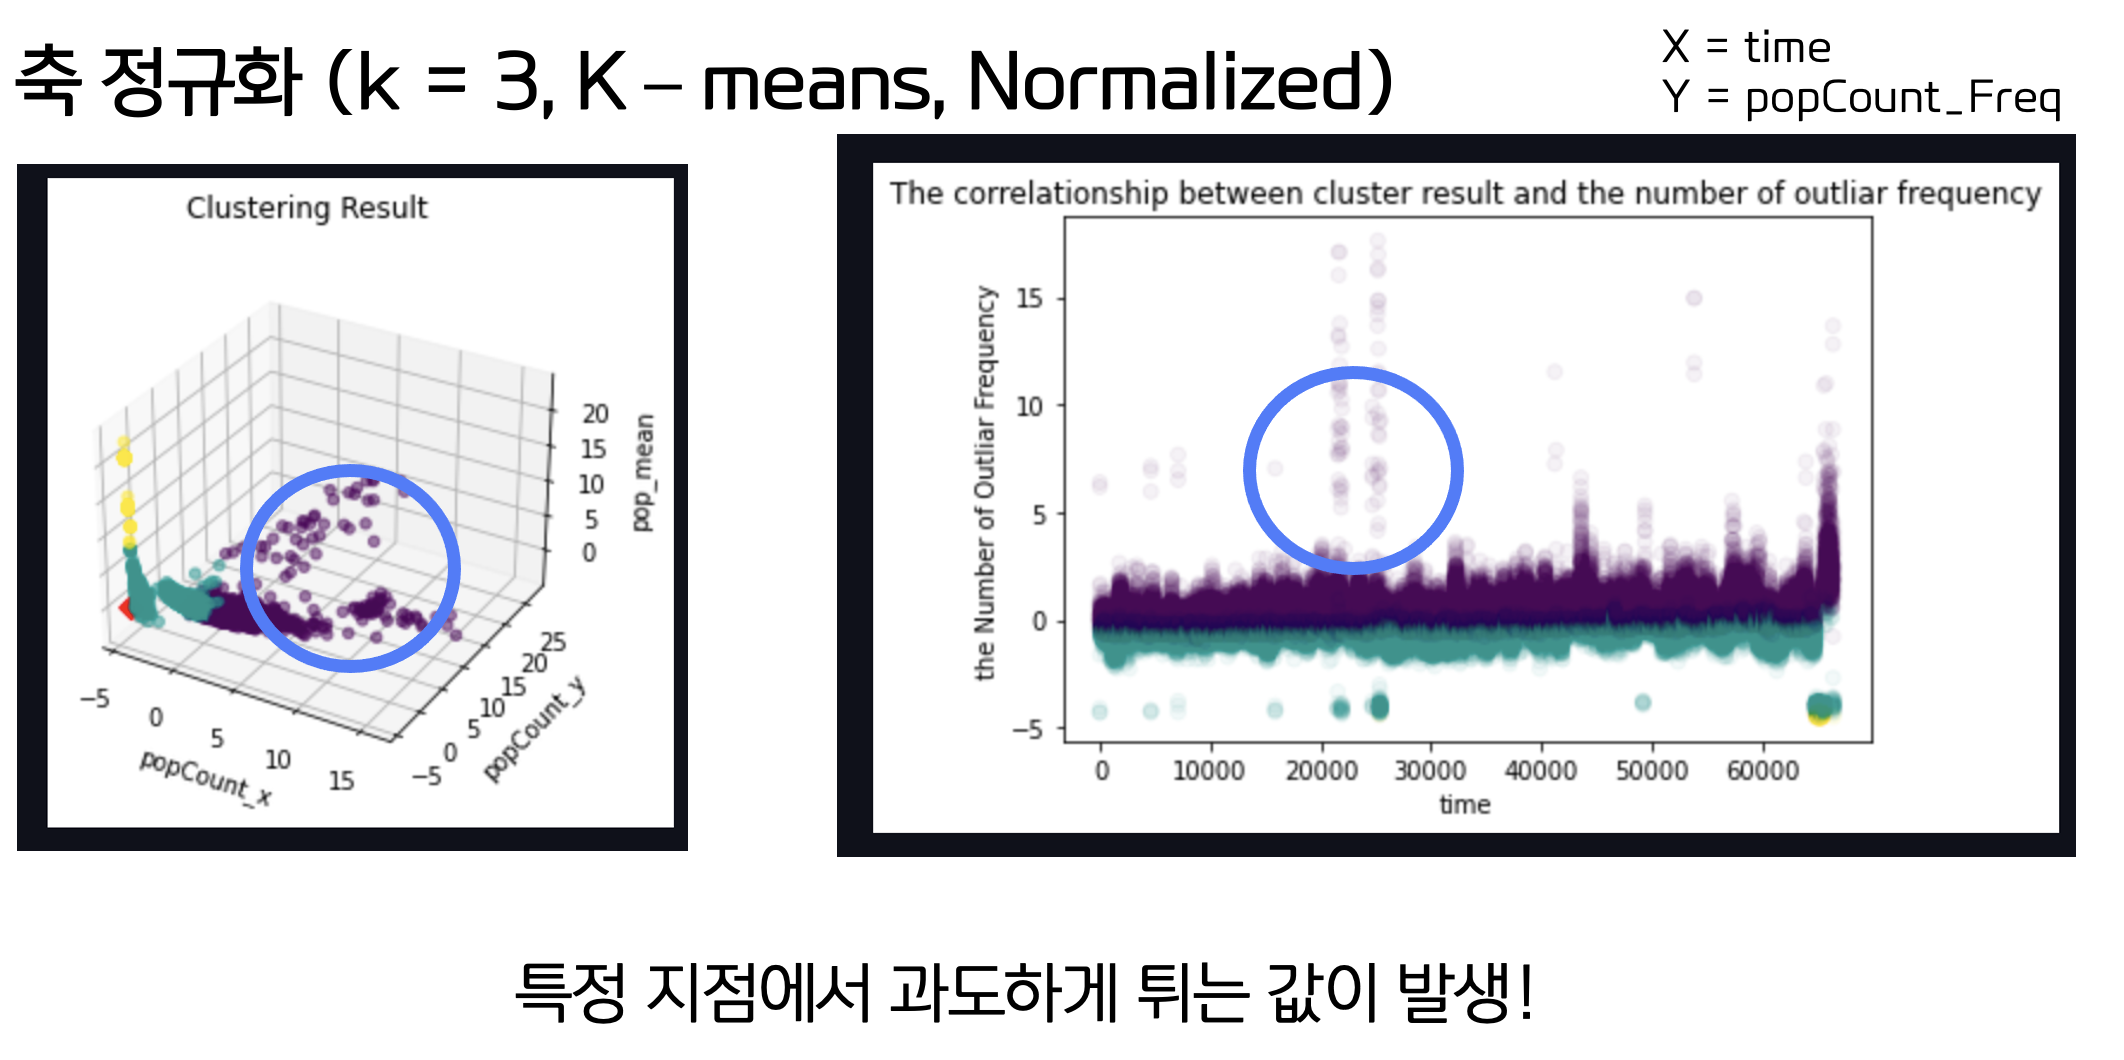 축 정규화 (k = 3, K – means, Normalized)
X = time
Y = popCount_Freq
Clustering Result
20
15
10
5
0
pop_mean
25
20
15
10
5
0
−5
popCount_y
−5
0
5
10
15
popCount_x
The correlationship between cluster result and the number of outliar frequency
15
10
5
0
−5
the Number of Outliar Frequency
0
10000
20000
30000
40000
50000
60000
time
특정 지점에서 과도하게 튀는 값이 발생!